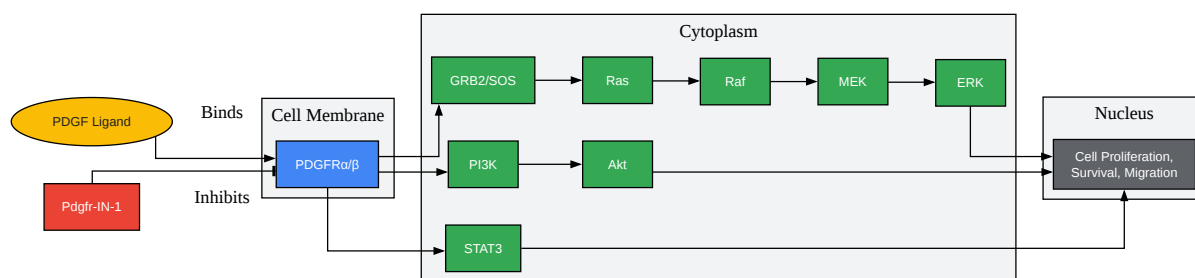 Cytoplasm
GRB2/SOS
Ras
Raf
MEK
ERK
Binds
Cell Membrane
Nucleus
PDGF Ligand
PDGFRα/β
PI3K
Akt
Cell Proliferation,
Survival, Migration
Inhibits
Pdgfr-IN-1
STAT3